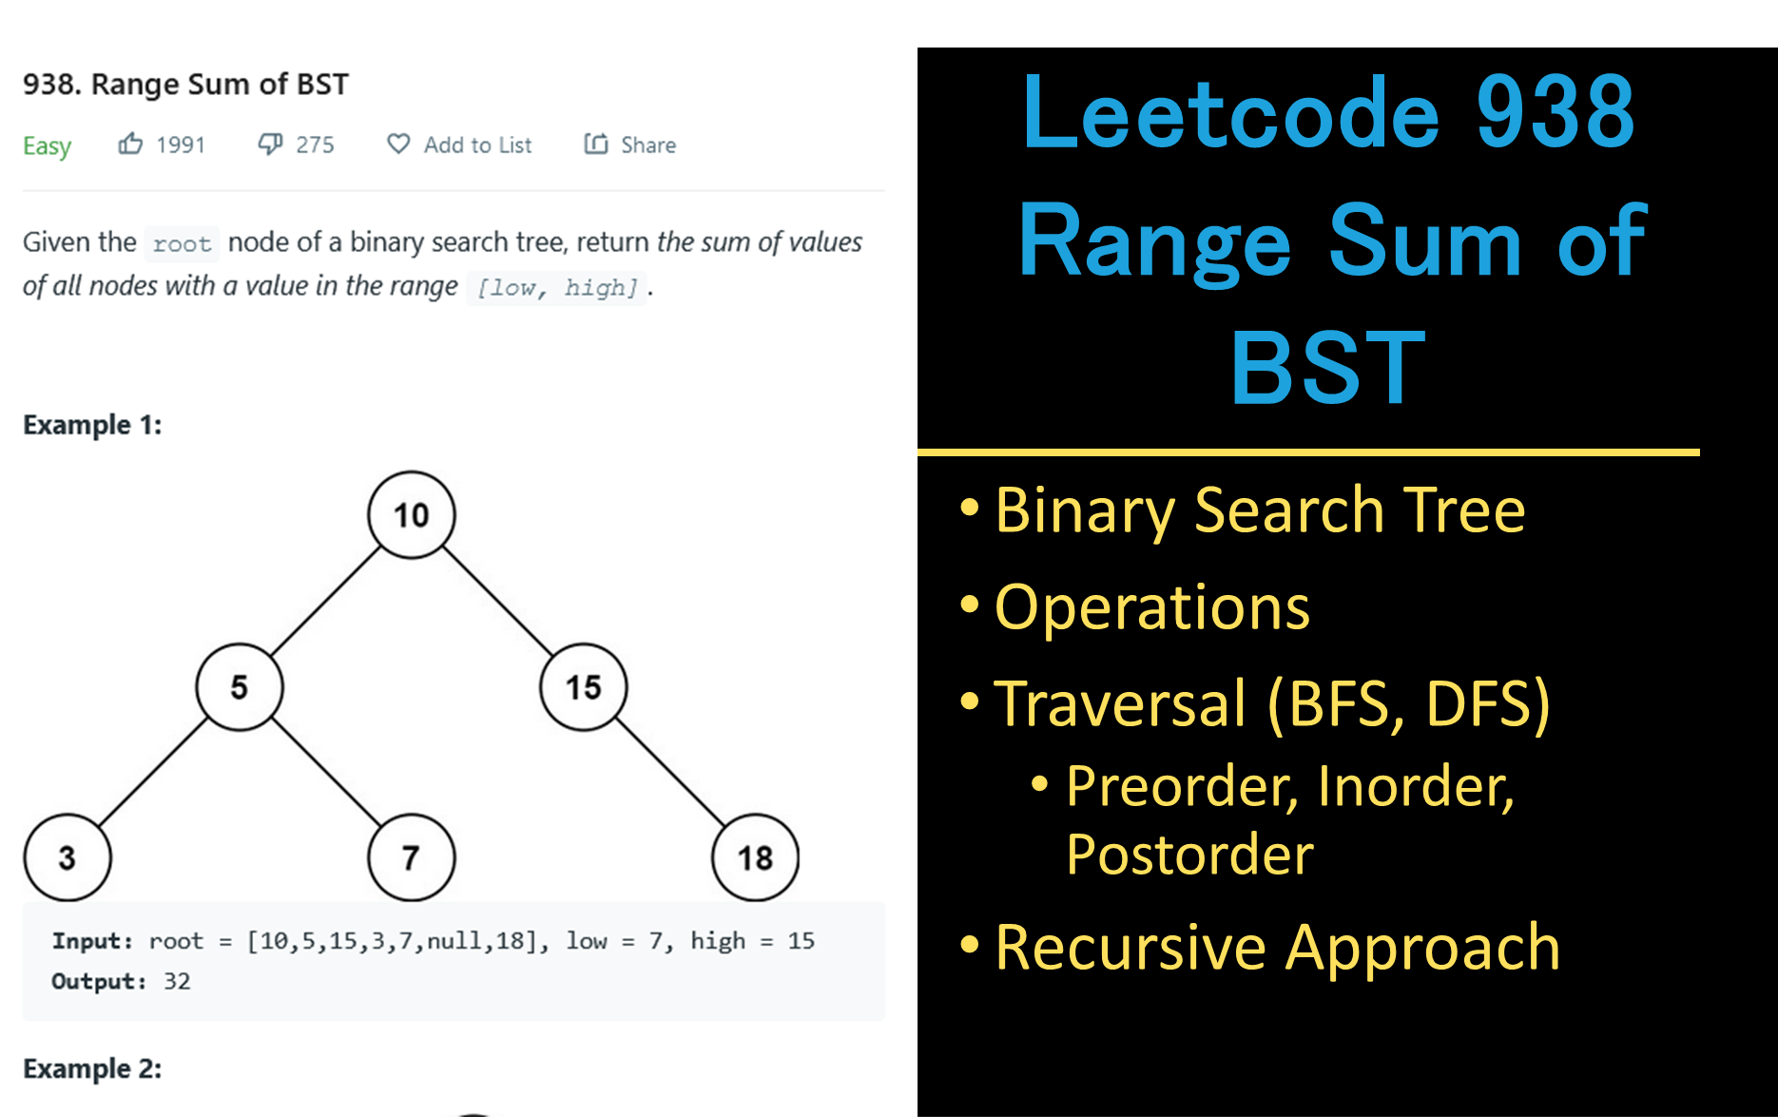 938. Range Sum of BST
Easy 1991 275 Add to List Share
Given the root node of a binary search tree, return the sum of values
of all nodes with a value in the range [low, high].
Example 1:
10
5 15
3 7 18
Input: root = [10,5,15,3,7,null,18], low = 7, high = 15
Output: 32
Example 2:
Leetcode 938
Range Sum of
BST
• Binary Search Tree
• Operations
• Traversal (BFS, DFS)
• Preorder, Inorder,
Postorder
• Recursive Approach